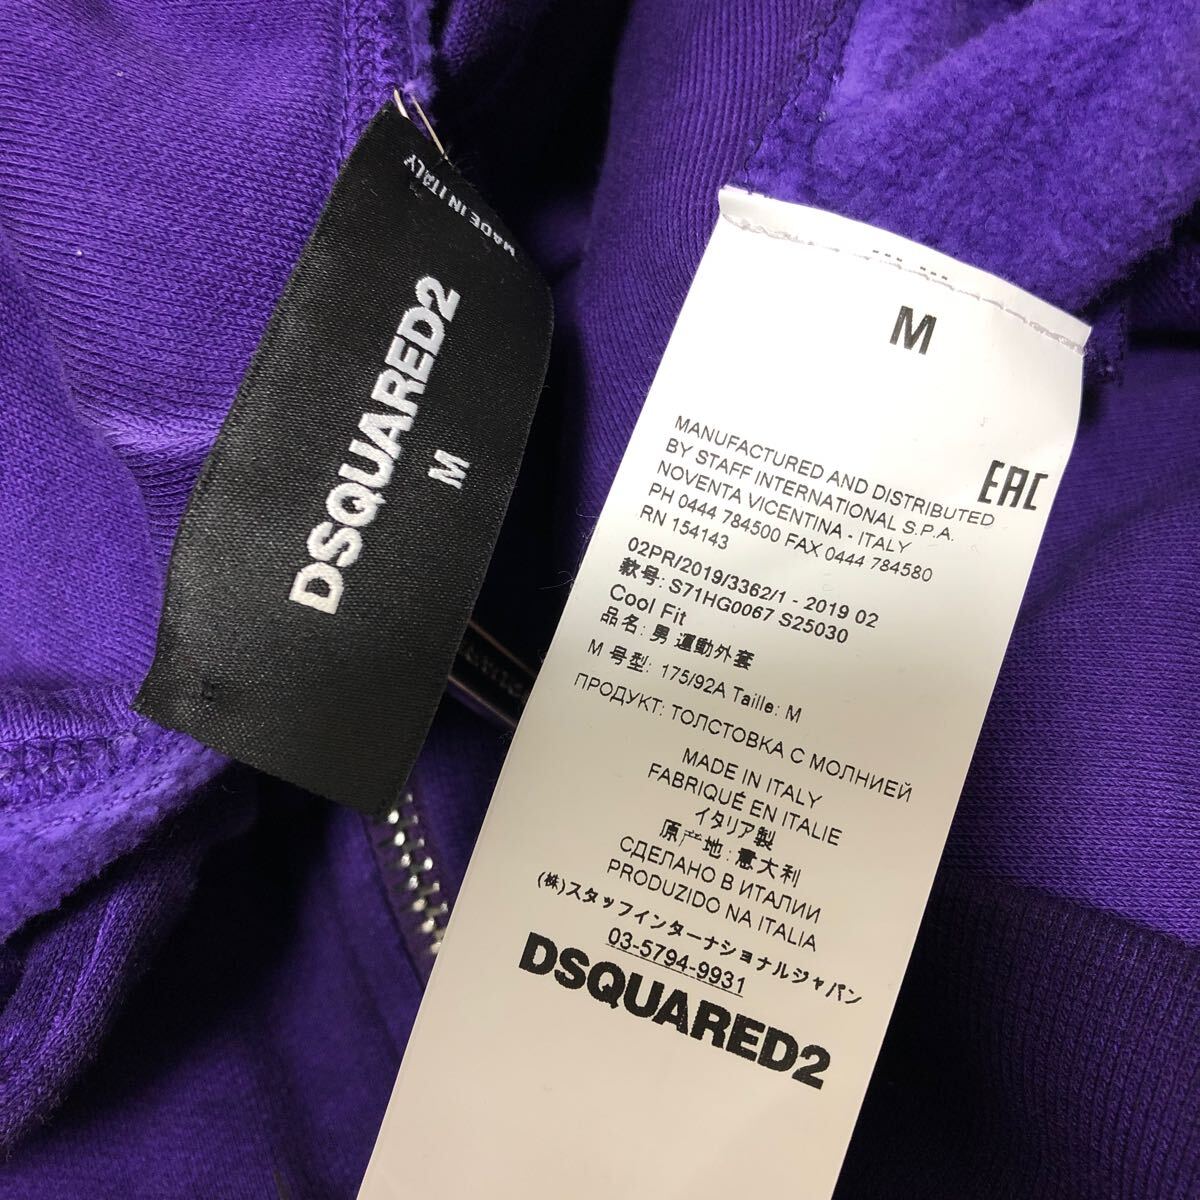 MADE IN ITALY
DSQUARED2
M
M
MANUFACTURED AND DISTRIBUTED
BY STAFF INTERNATIONAL S.P.A.
NOVENTA VICENTINA - ITALY
PH 0444 784500 FAX 0444 784580
RN 154143
EAC
02PR/2019/3362/1 - 2019 02
款号: S71HG0067 S25030
Cool Fit
品名: 男 運動外套
M 号型: 175/92A Taille: M
ПРОДУКТ: ТОЛСТОВКА С МОЛНИЕЙ
MADE IN ITALY
FABRIQUÉ EN ITALIE
イタリア製
原产地: 意大利
СДЕЛАНО В ИТАЛИИ
PRODUZIDO NA ITALIA
(株)スタッフインターナショナルジャパン
03-5794-9931
DSQUARED2